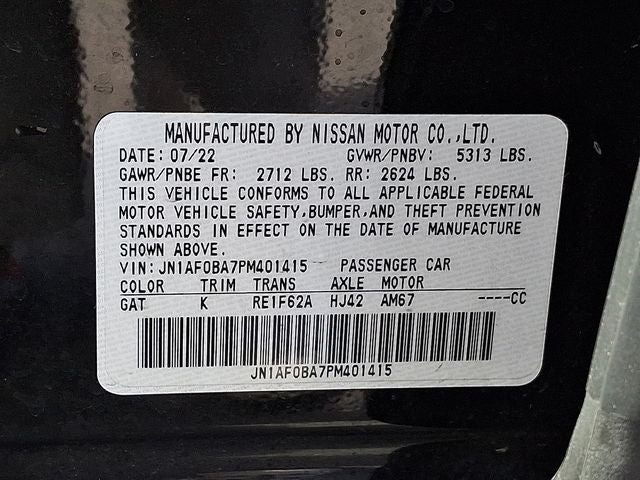 MANUFACTURED BY NISSAN MOTOR CO.,LTD.
DATE: 07/22 GVWR/PNBV: 5313 LBS.
GAWR/PNBE FR: 2712 LBS. RR: 2624 LBS.
THIS VEHICLE CONFORMS TO ALL APPLICABLE FEDERAL
MOTOR VEHICLE SAFETY,BUMPER,AND THEFT PREVENTION
STANDARDS IN EFFECT ON THE DATE OF MANUFACTURE
SHOWN ABOVE.
VIN:JN1AF0BA7PM401415 PASSENGER CAR
COLOR TRIM TRANS AXLE MOTOR
GAT K RE1F62A HJ42 AM67 ----CC
JN1AF0BA7PM401415